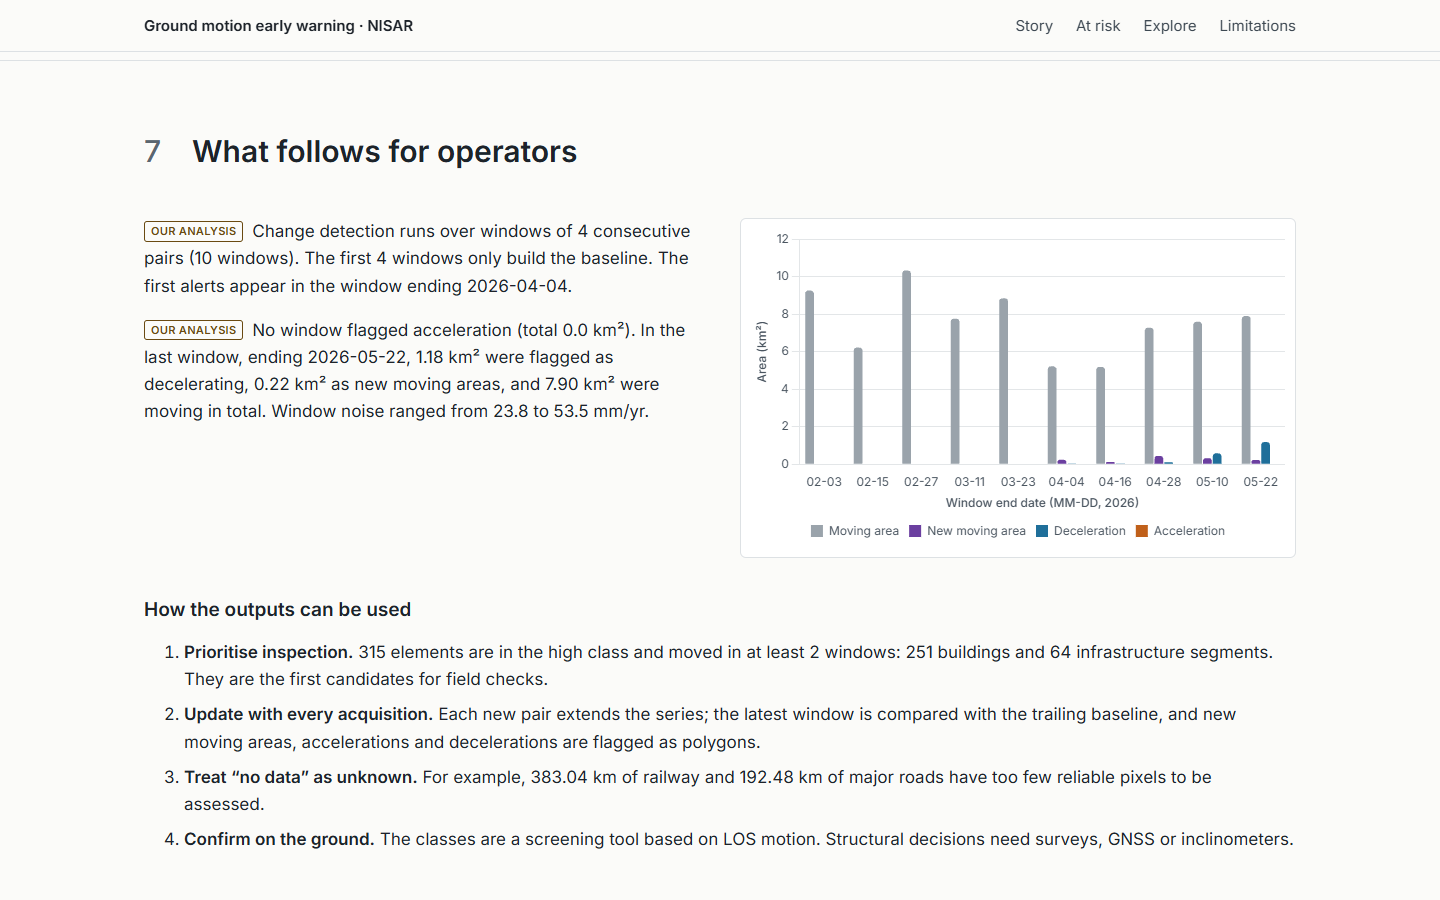 Ground motion early warning · NISAR
Story At risk Explore Limitations
7 What follows for operators
OUR ANALYSIS Change detection runs over windows of 4 consecutive
pairs (10 windows). The first 4 windows only build the baseline. The
first alerts appear in the window ending 2026-04-04.
OUR ANALYSIS No window flagged acceleration (total 0.0 km²). In the
last window, ending 2026-05-22, 1.18 km² were flagged as
decelerating, 0.22 km² as new moving areas, and 7.90 km² were
moving in total. Window noise ranged from 23.8 to 53.5 mm/yr.
12
10
8
6
4
2
0
Area (km²)
02-03 02-15 02-27 03-11 03-23 04-04 04-16 04-28 05-10 05-22
Window end date (MM-DD, 2026)
Moving area New moving area Deceleration Acceleration
How the outputs can be used
1. Prioritise inspection. 315 elements are in the high class and moved in at least 2 windows: 251 buildings and 64 infrastructure segments.
They are the first candidates for field checks.
2. Update with every acquisition. Each new pair extends the series; the latest window is compared with the trailing baseline, and new
moving areas, accelerations and decelerations are flagged as polygons.
3. Treat “no data” as unknown. For example, 383.04 km of railway and 192.48 km of major roads have too few reliable pixels to be
assessed.
4. Confirm on the ground. The classes are a screening tool based on LOS motion. Structural decisions need surveys, GNSS or inclinometers.